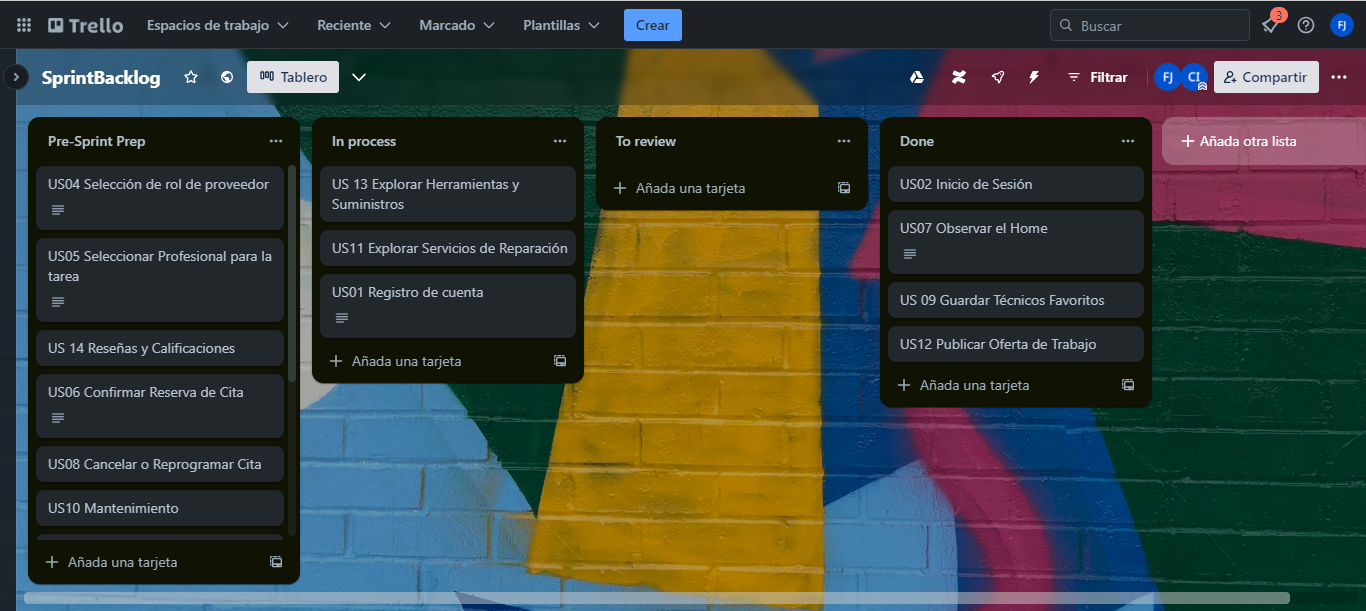 Trello
Espacios de trabajo
Reciente
Marcado
Plantillas
Crear
Buscar
3
FJ
SprintBacklog
Tablero
Filtrar
FJ
CI
Compartir
Pre-Sprint Prep
US04 Selección de rol de proveedor
US05 Seleccionar Profesional para la
tarea
US 14 Reseñas y Calificaciones
US06 Confirmar Reserva de Cita
US08 Cancelar o Reprogramar Cita
US10 Mantenimiento
Añada una tarjeta
In process
US 13 Explorar Herramientas y
Suministros
US11 Explorar Servicios de Reparación
US01 Registro de cuenta
Añada una tarjeta
To review
Añada una tarjeta
Done
US02 Inicio de Sesión
US07 Observar el Home
US 09 Guardar Técnicos Favoritos
US12 Publicar Oferta de Trabajo
Añada una tarjeta
Añada otra lista